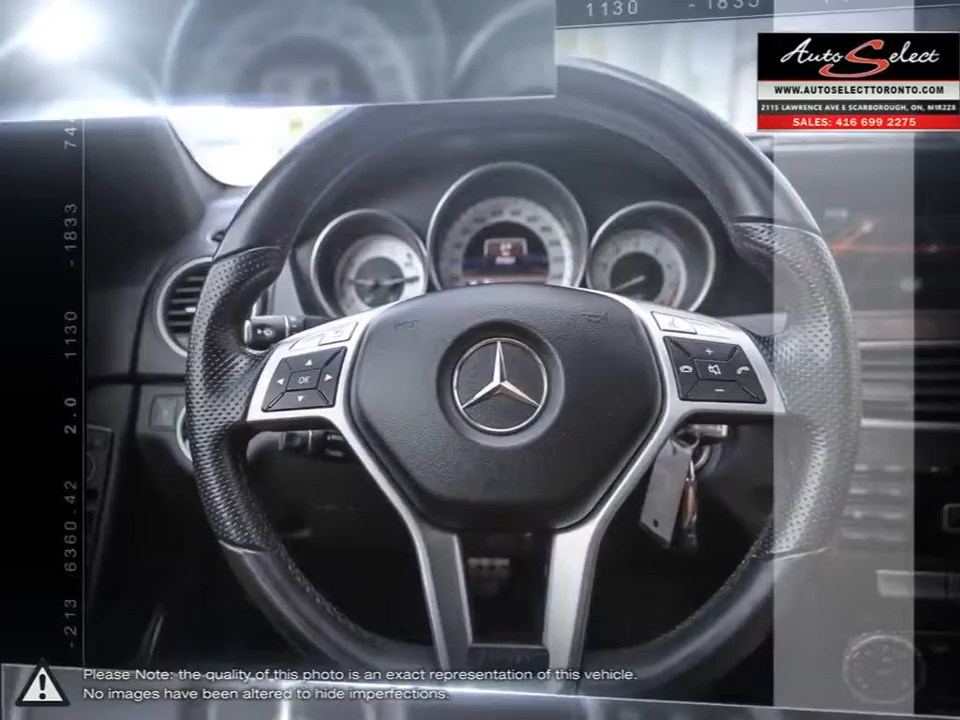 1130 -1835
Auto Select
WWW.AUTOSELECTTORONTO.COM
2115 LAWRENCE AVE E SCARBOROUGH, ON, M1R2Z8
SALES: 416 699 2275
-1833
1130
2.0
6360.42
-213
OK
Please Note: the quality of this photo is an exact representation of this vehicle.
No images have been altered to hide imperfections.